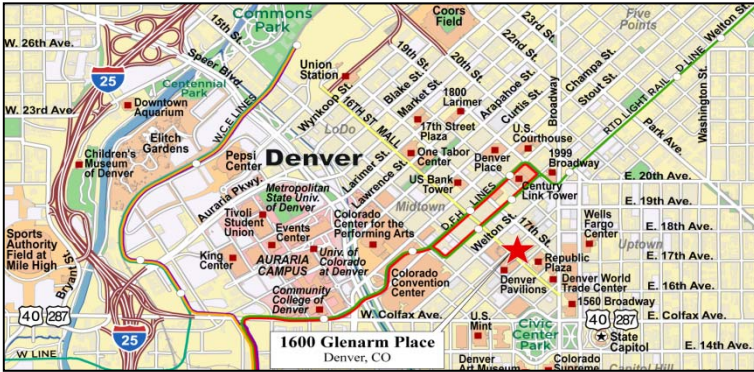 Commons
Park
Coors
Field
Five
Points
W. 26th Ave.
15th St.
Speer Blvd.
Union
Station
19th St.
20th St.
22nd St.
23rd St.
Broadway
Welton St.
RTD LIGHT RAIL D LINE
Washington St.
25
Centennial
Park
W. 23rd Ave.
Downtown
Aquarium
Elitch
Gardens
Children's
Museum
of Denver
W.C.E LINES
Pepsi
Center
Auraria Pkwy.
Wynkoop St.
LoDo
16TH ST MALL
Blake St.
Market St.
1800
Larimer
17th Street
Plaza
Arapahoe St.
Curtis St.
Champa St.
Stout St.
Park Ave.
Denver
Larimer St.
Lawrence St.
One Tabor
Center
US Bank
Tower
Denver
Place
U.S.
Courthouse
1999
Broadway
Century
Link Tower
E. 20th Ave.
E. 19th Ave.
E. 18th Ave.
E. 17th Ave.
E. 16th Ave.
E. Colfax Ave.
E. 14th Ave.
Metropolitan
State Univ.
of Denver
Tivoli
Student
Union
Events
Center
King
Center
AURARIA
CAMPUS
Univ. of
Colorado
at Denver
Community
College of
Denver
Colorado
Center for the
Performing Arts
Midtown
D.F.H LINES
Welton St.
17th St.
Colorado
Convention
Center
Wells
Fargo
Center
Uptown
Republic
Plaza
Denver
Pavilions
Denver World
Trade Center
1560 Broadway
Sports
Authority
Field at
Mile High
Bryant St.
40 287
25
W LINE
W. Colfax Ave.
U.S.
Mint
Civic
Center
Park
40 287
State
Capitol
Denver
Art Museum
Colorado
Supreme
Capitol Hill
1600 Glenarm Place
Denver, CO